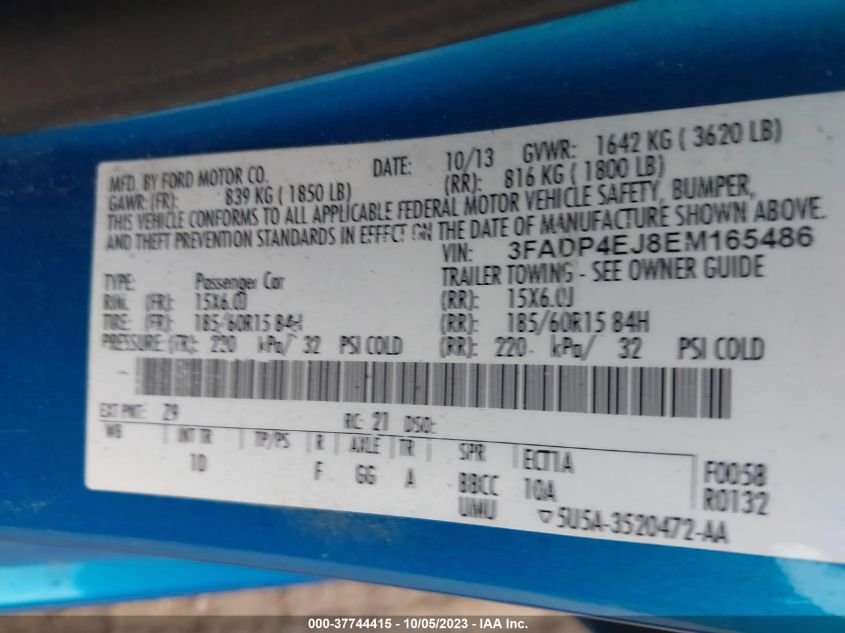 MFD. BY FORD MOTOR CO. DATE: 10/13 GVWR: 1642 KG ( 3620 LB)
GAWR: (FR): 839 KG ( 1850 LB) (RR): 816 KG ( 1800 LB)
THIS VEHICLE CONFORMS TO ALL APPLICABLE FEDERAL MOTOR VEHICLE SAFETY, BUMPER,
AND THEFT PREVENTION STANDARDS IN EFFECT ON THE DATE OF MANUFACTURE SHOWN ABOVE.
VIN: 3FADP4EJ8EM165486
TYPE: Passenger Car TRAILER TOWING - SEE OWNER GUIDE
RIM: (FR): 15X6.0J (RR): 15X6.0J
TIRE: (FR): 185/60R15 84H (RR): 185/60R15 84H
PRESSURE: (FR): 220 kPa/ 32 PSI COLD (RR): 220 kPa/ 32 PSI COLD
EXT PNT: Z9 RC: 21 DSO:
WB INT TR TP/PS R AXLE TR SPR ECT1A F0058
10 F GG A BBCC 10A R0132
UMU ▽5U5A-3520472-AA
000-37744415 - 10/05/2023 - IAA Inc.